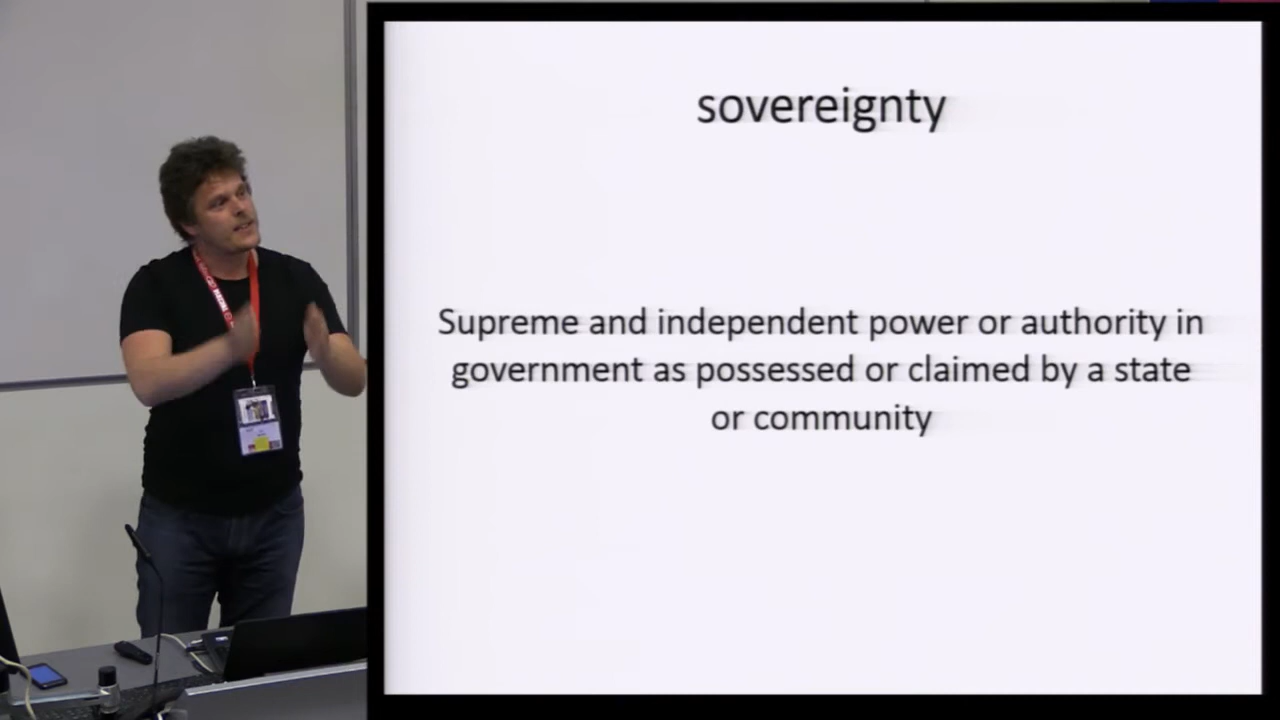 sovereignty
Supreme and independent power or authority in
government as possessed or claimed by a state
or community